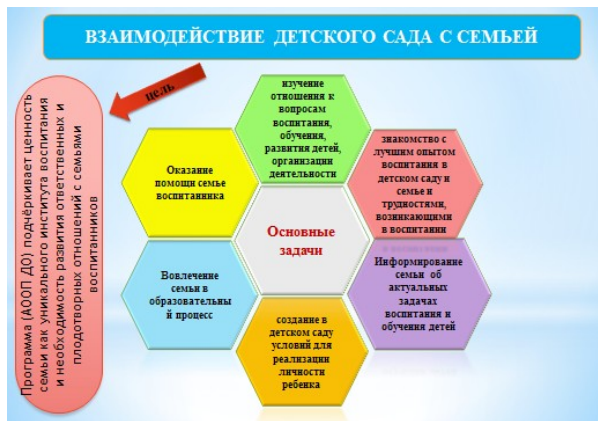 ВЗАИМОДЕЙСТВИЕ ДЕТСКОГО САДА С СЕМЬЕЙ
цель
Программа (АООП ДО) подчёркивает ценность
семьи как уникального института воспитания
и необходимость развития ответственных и
плодотворных отношений с семьями
воспитанников
изучение
отношения к
вопросам
воспитания,
обучения,
развития детей,
организации
деятельности
знакомство с
лучшим опытом
воспитания в
детском саду и
семье и
трудностями,
возникающими
в воспитании
Оказание
помощи семье
воспитанника
Основные
задачи
Вовлечение
семьи в
образовательны
й процесс
Информирование
семьи об
актуальных
задачах
воспитания и
обучения детей
создание в
детском саду
условий для
реализации
личности
ребенка